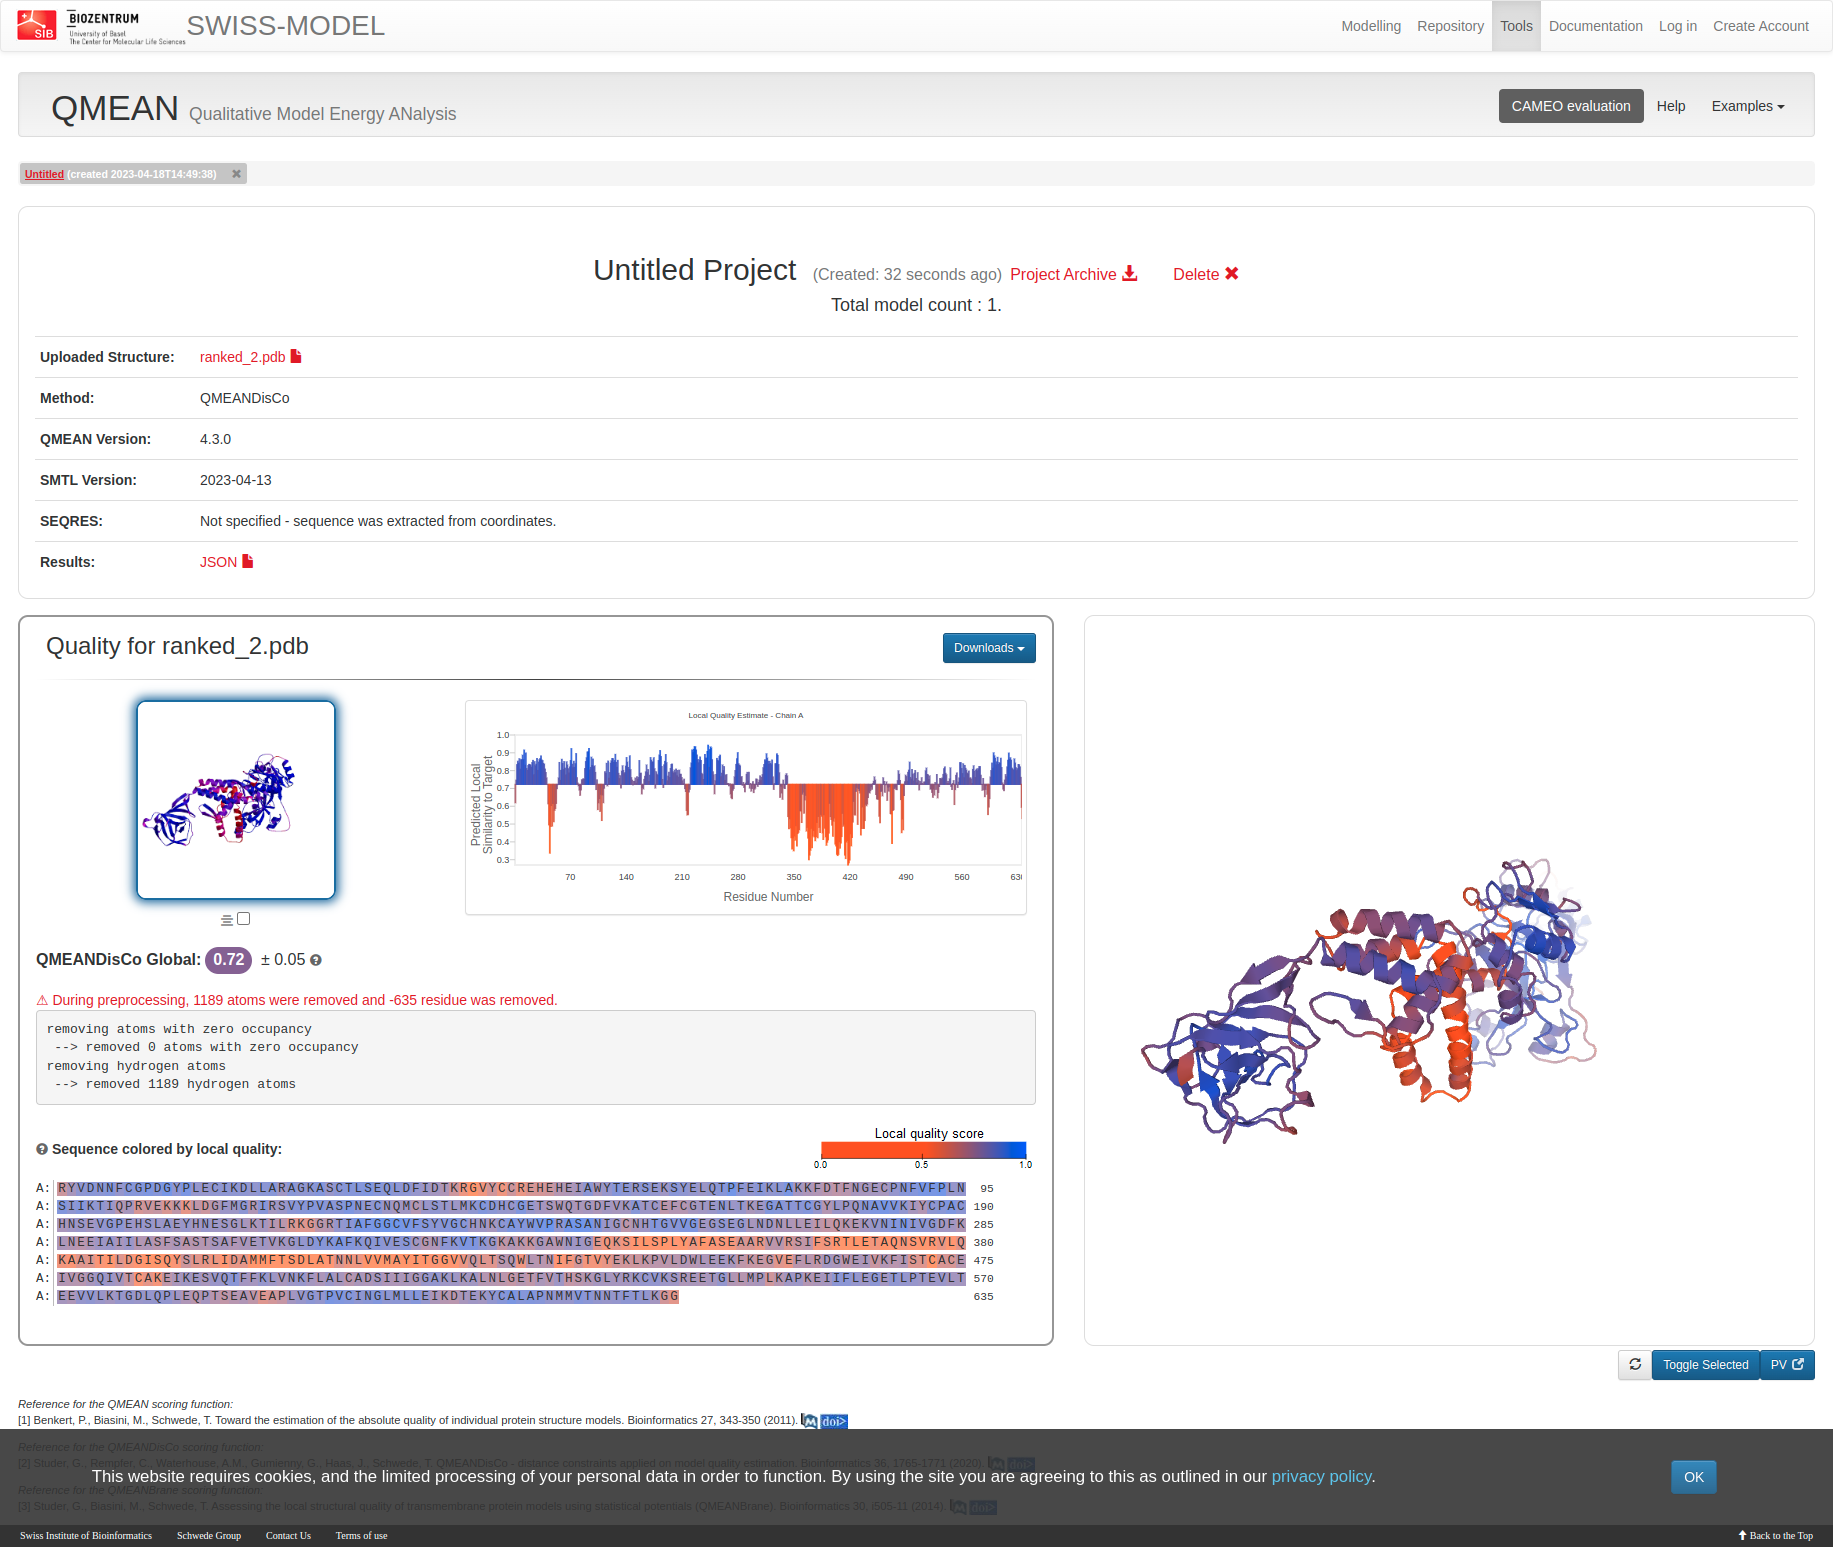 SIB
BIOZENTRUM
University of Basel
The Center for Molecular Life Sciences
SWISS-MODEL
Modelling
Repository
Tools
Documentation
Log in
Create Account
QMEAN Qualitative Model Energy ANalysis
CAMEO evaluation
Help
Examples
Untitled (created 2023-04-18T14:49:38)
Untitled Project (Created: 32 seconds ago) Project Archive Delete
Total model count : 1.
Uploaded Structure: ranked_2.pdb
Method: QMEANDisCo
QMEAN Version: 4.3.0
SMTL Version: 2023-04-13
SEQRES: Not specified - sequence was extracted from coordinates.
Results: JSON
Quality for ranked_2.pdb
Downloads
Local Quality Estimate - Chain A
Predicted Local
Similarity to Target
1.0
0.9
0.8
0.7
0.6
0.5
0.4
0.3
70 140 210 280 350 420 490 560
Residue Number
QMEANDisCo Global: 0.72 ± 0.05
⚠ During preprocessing, 1189 atoms were removed and -635 residue was removed.
removing atoms with zero occupancy
--> removed 0 atoms with zero occupancy
removing hydrogen atoms
--> removed 1189 hydrogen atoms
Sequence colored by local quality:
Local quality score
0.0 0.5 1.0
A: RYVDNNFCGPDGYPLECIKDLLARAGKASCTLSEQLDFIDTKRGVYCCREHEHEIAWYTERSEKSYELQTPFEIKLAKKFDTFNGECPNFVFPLN 95
A: SIIKTIQPRVEKKKLDGFMGRIRSVYPVASPNECNQMCLSTLMKCDHCGETSWQTGDFVKATCEFCGTENLTKEGATTCGYLPQNAVVKIYCPAC 190
A: HNSEVGPEHSLAEYHNESGLKTILRKGGRTIAFGGCVFSYVGCHNKCAYWVPRASANIGCNHTGVVGEGSEGLNDNLLEILQKEKVNINIVGDFK 285
A: LNEEIAIILASFSASTSAFVETVKGLDYKAFKQIVESCGNFKVTKGKAKKGAWNIGEQKSILSPLYAFASEAARVVRSIFSRTLETAQNSVRVLQ 380
A: KAAITILDGISQYSLRLIDAMMFTSDLATNNLVVMAYITGGVVQLTSQWLTNIFGTVYEKLKPVLDWLEEKFKEGVEFLRDGWEIVKFISTCACE 475
A: IVGGQIVTCAKEIKESVQTFFKLVNKFLALCADSIIIGGAKLKALNLGETFVTHSKGLYRKCVKSREETGLLMPLKAPKEIIFLEGETLPTEVLT 570
A: EEVVLKTGDLQPLEQPTSEAVEAPLVGTPVCINGLMLLEIKDTEKYCALAPNMMVTNNTFTLKGG 635
Toggle Selected
PV
Reference for the QMEAN scoring function:
[1] Benkert, P., Biasini, M., Schwede, T. Toward the estimation of the absolute quality of individual protein structure models. Bioinformatics 27, 343-350 (2011). doi>
Reference for the QMEANDisCo scoring function:
[2] Studer, G., Rempfer, C., Waterhouse, A.M., Gumienny, G., Haas, J., Schwede, T. QMEANDisCo - distance constraints applied on model quality estimation. Bioinformatics 36, 1765-1771 (2020). doi>
This website requires cookies, and the limited processing of your personal data in order to function. By using the site you are agreeing to this as outlined in our privacy policy.
OK
Reference for the QMEANBrane scoring function:
[3] Studer, G., Biasini, M., Schwede, T. Assessing the local structural quality of transmembrane protein models using statistical potentials (QMEANBrane). Bioinformatics 30, i505-11 (2014). doi>
Swiss Institute of Bioinformatics
Schwede Group
Contact Us
Terms of use
Back to the Top